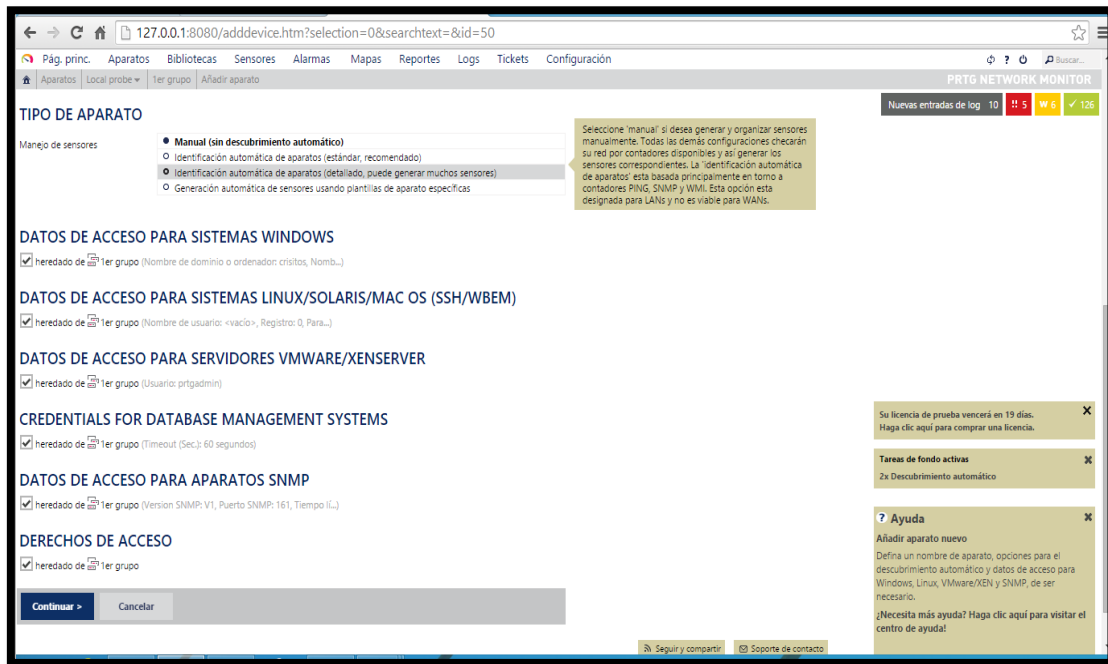 127.0.0.1:8080/adddevice.htm?selection=0&searchtext=&id=50
Pág. princ. Aparatos Bibliotecas Sensores Alarmas Mapas Reportes Logs Tickets Configuración ? Buscar...
Aparatos Local probe 1er grupo Añadir aparato PRTG NETWORK MONITOR
Nuevas entradas de log 10 !! 5 W 6 ✓ 126
TIPO DE APARATO
Manejo de sensores
Manual (sin descubrimiento automático)
Identificación automática de aparatos (estándar, recomendado)
Identificación automática de aparatos (detallado, puede generar muchos sensores)
Generación automática de sensores usando plantillas de aparato específicas
Seleccione 'manual' si desea generar y organizar sensores
manualmente. Todas las demás configuraciones checarán
su red por contadores disponibles y así generar los
sensores correspondientes. La 'identificación automática
de aparatos' esta basada principalmente en torno a
contadores PING, SNMP y WMI. Esta opción esta
designada para LANs y no es viable para WANs.
DATOS DE ACCESO PARA SISTEMAS WINDOWS
heredado de 1er grupo (Nombre de dominio o ordenador: crisitos, Nomb...)
DATOS DE ACCESO PARA SISTEMAS LINUX/SOLARIS/MAC OS (SSH/WBEM)
heredado de 1er grupo (Nombre de usuario: <vacío>, Registro: 0, Para...)
DATOS DE ACCESO PARA SERVIDORES VMWARE/XENSERVER
heredado de 1er grupo (Usuario: prtgadmin)
CREDENTIALS FOR DATABASE MANAGEMENT SYSTEMS
heredado de 1er grupo (Timeout (Sec.): 60 segundos)
DATOS DE ACCESO PARA APARATOS SNMP
heredado de 1er grupo (Version SNMP: V1, Puerto SNMP: 161, Tiempo lí...)
DERECHOS DE ACCESO
heredado de 1er grupo
Continuar > Cancelar
Su licencia de prueba vencerá en 19 días.
Haga clic aquí para comprar una licencia.
Tareas de fondo activas
2x Descubrimiento automático
? Ayuda
Añadir aparato nuevo
Defina un nombre de aparato, opciones para el
descubrimiento automático y datos de acceso para
Windows, Linux, VMware/XEN y SNMP, de ser
necesario.
¿Necesita más ayuda? Haga clic aquí para visitar el
centro de ayuda!
Seguir y compartir Soporte de contacto